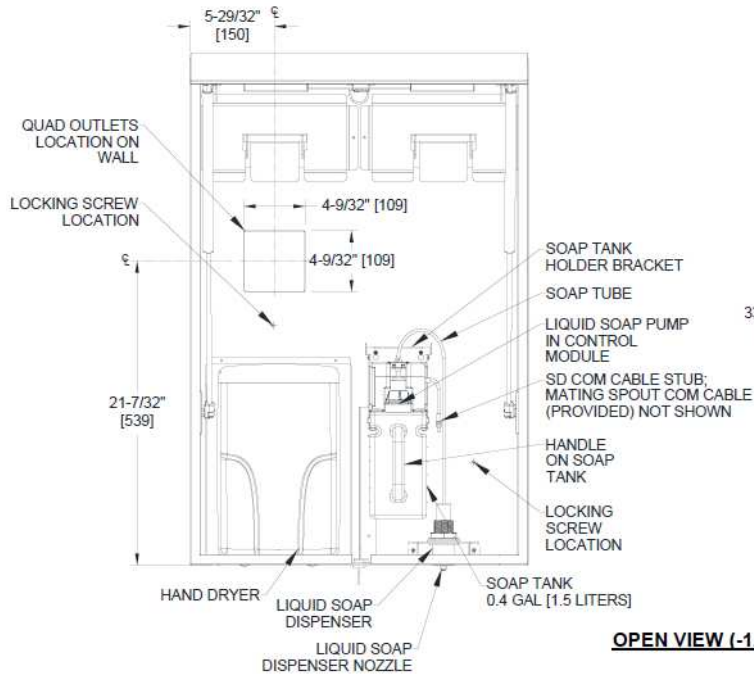 5-29/32"
[150]
℄
QUAD OUTLETS
LOCATION ON
WALL
LOCKING SCREW
LOCATION
4-9/32" [109]
℄
4-9/32" [109]
SOAP TANK
HOLDER BRACKET
SOAP TUBE
LIQUID SOAP PUMP
IN CONTROL
MODULE
SD COM CABLE STUB;
MATING SPOUT COM CABLE
(PROVIDED) NOT SHOWN
21-7/32"
[539]
HANDLE
ON SOAP
TANK
LOCKING
SCREW
LOCATION
HAND DRYER
LIQUID SOAP
DISPENSER
SOAP TANK
0.4 GAL [1.5 LITERS]
LIQUID SOAP
DISPENSER NOZZLE
OPEN VIEW (-1